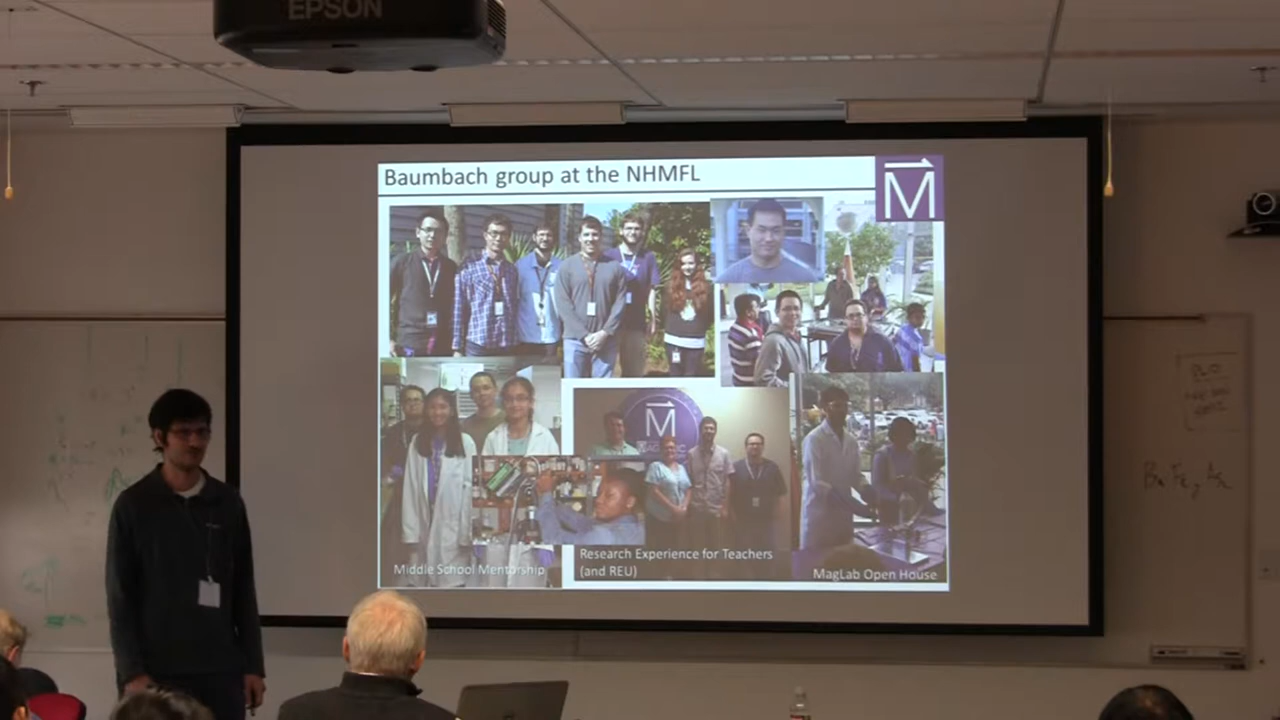 EPSON
Baumbach group at the NHMFL
M
M
Middle School Mentorship
Research Experience for Teachers
(and REU)
MagLab Open House